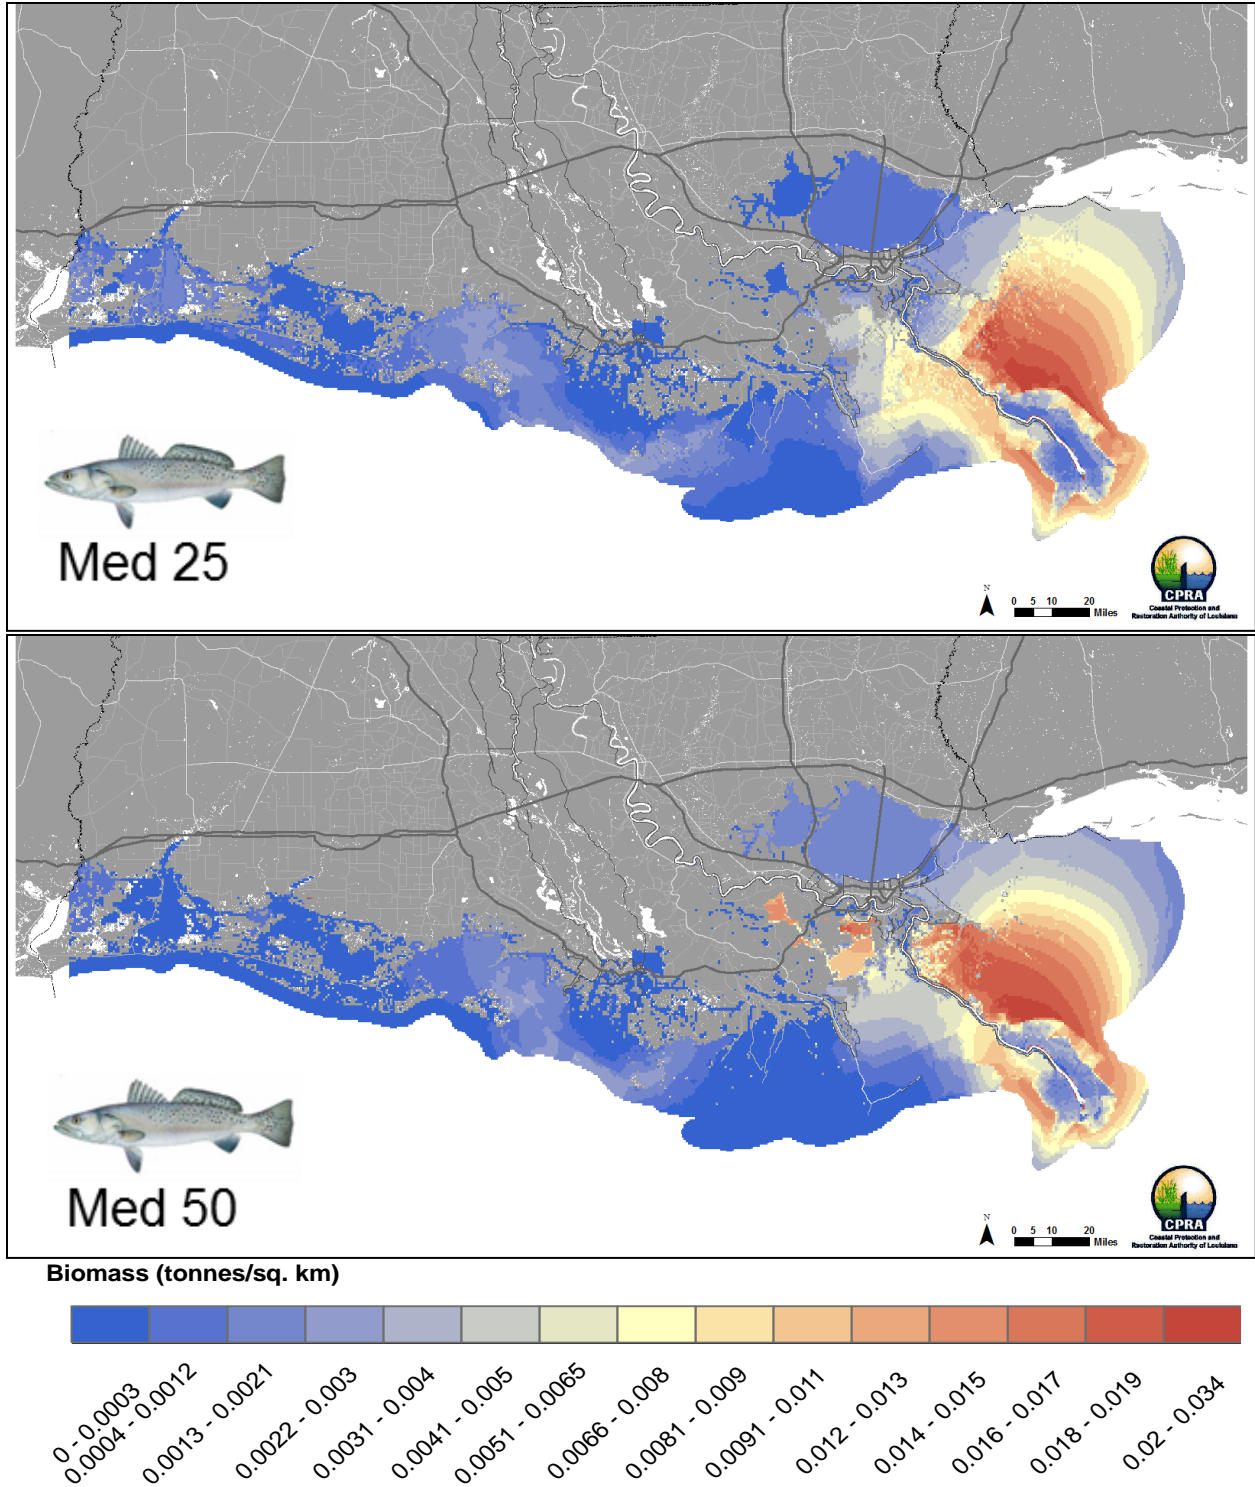 Med 25
N
0 5 10 20
Miles
CPRA
Coastal Protection and
Restoration Authority of Louisiana
Med 50
N
0 5 10 20
Miles
CPRA
Coastal Protection and
Restoration Authority of Louisiana
Biomass (tonnes/sq. km)
0 - 0.0003
0.0004 - 0.0012
0.0013 - 0.0021
0.0022 - 0.003
0.0031 - 0.004
0.0041 - 0.005
0.0051 - 0.0065
0.0066 - 0.008
0.0081 - 0.009
0.0091 - 0.011
0.012 - 0.013
0.014 - 0.015
0.016 - 0.017
0.018 - 0.019
0.02 - 0.034